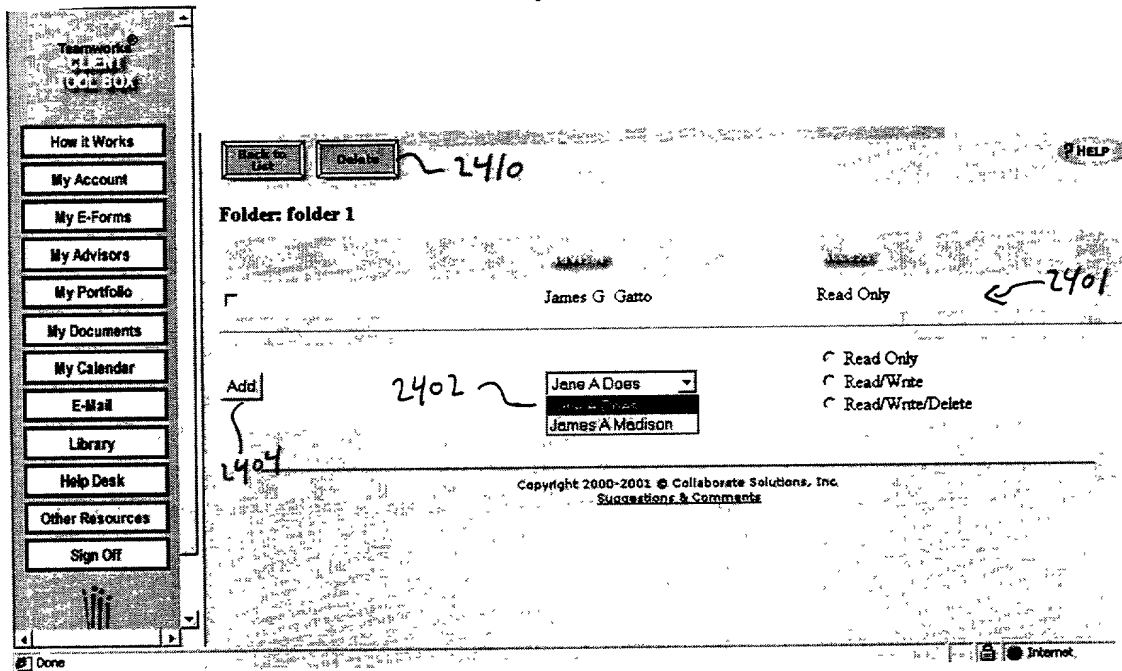 Teamworks®
CLIENT
TOOL BOX
How it Works
My Account
My E-Forms
My Advisors
My Portfolio
My Documents
My Calendar
E-Mail
Library
Help Desk
Other Resources
Sign Off
Back to
List
Delete
2410
? HELP
Folder: folder 1
James G Gatto
Read Only
2401
Add
2404
2402
Jane A Does
James A Madison
Read Only
Read/Write
Read/Write/Delete
Copyright 2000-2001 © Collaborate Solutions, Inc.
Suggestions & Comments
Done
Internet